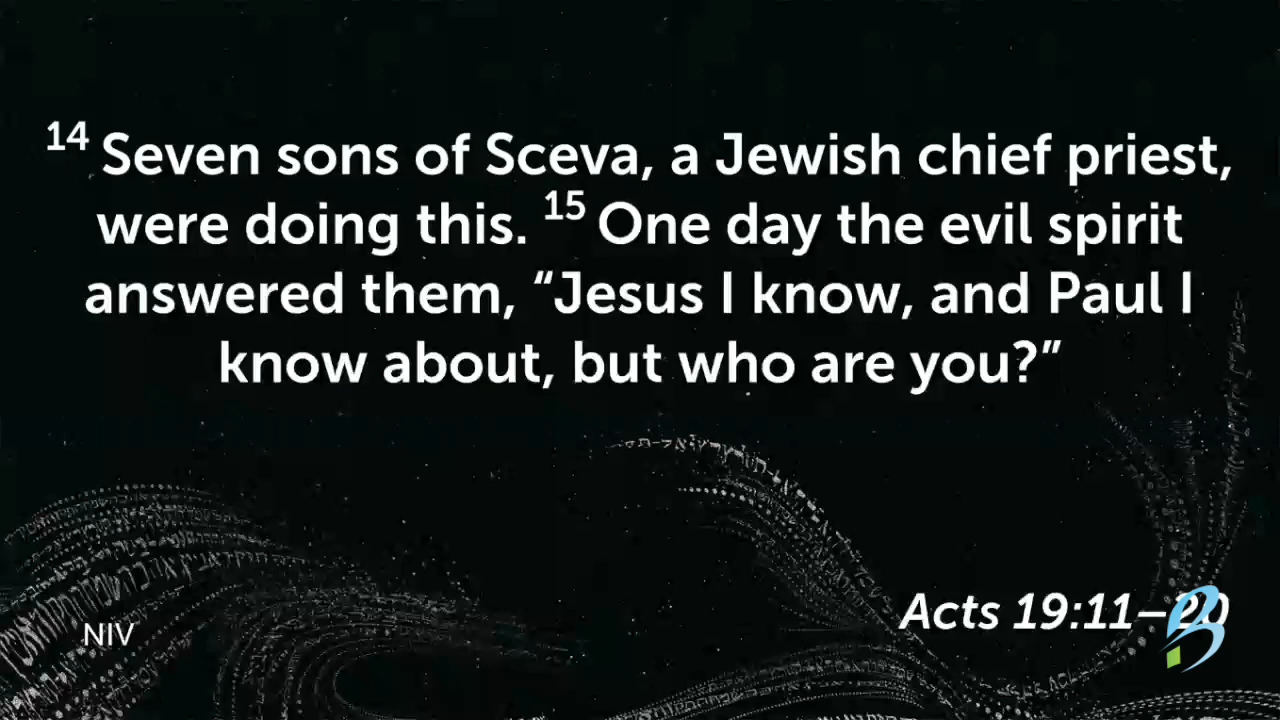 14 Seven sons of Sceva, a Jewish chief priest,
were doing this. 15 One day the evil spirit
answered them, “Jesus I know, and Paul I
know about, but who are you?”
Acts 19:11–20
NIV